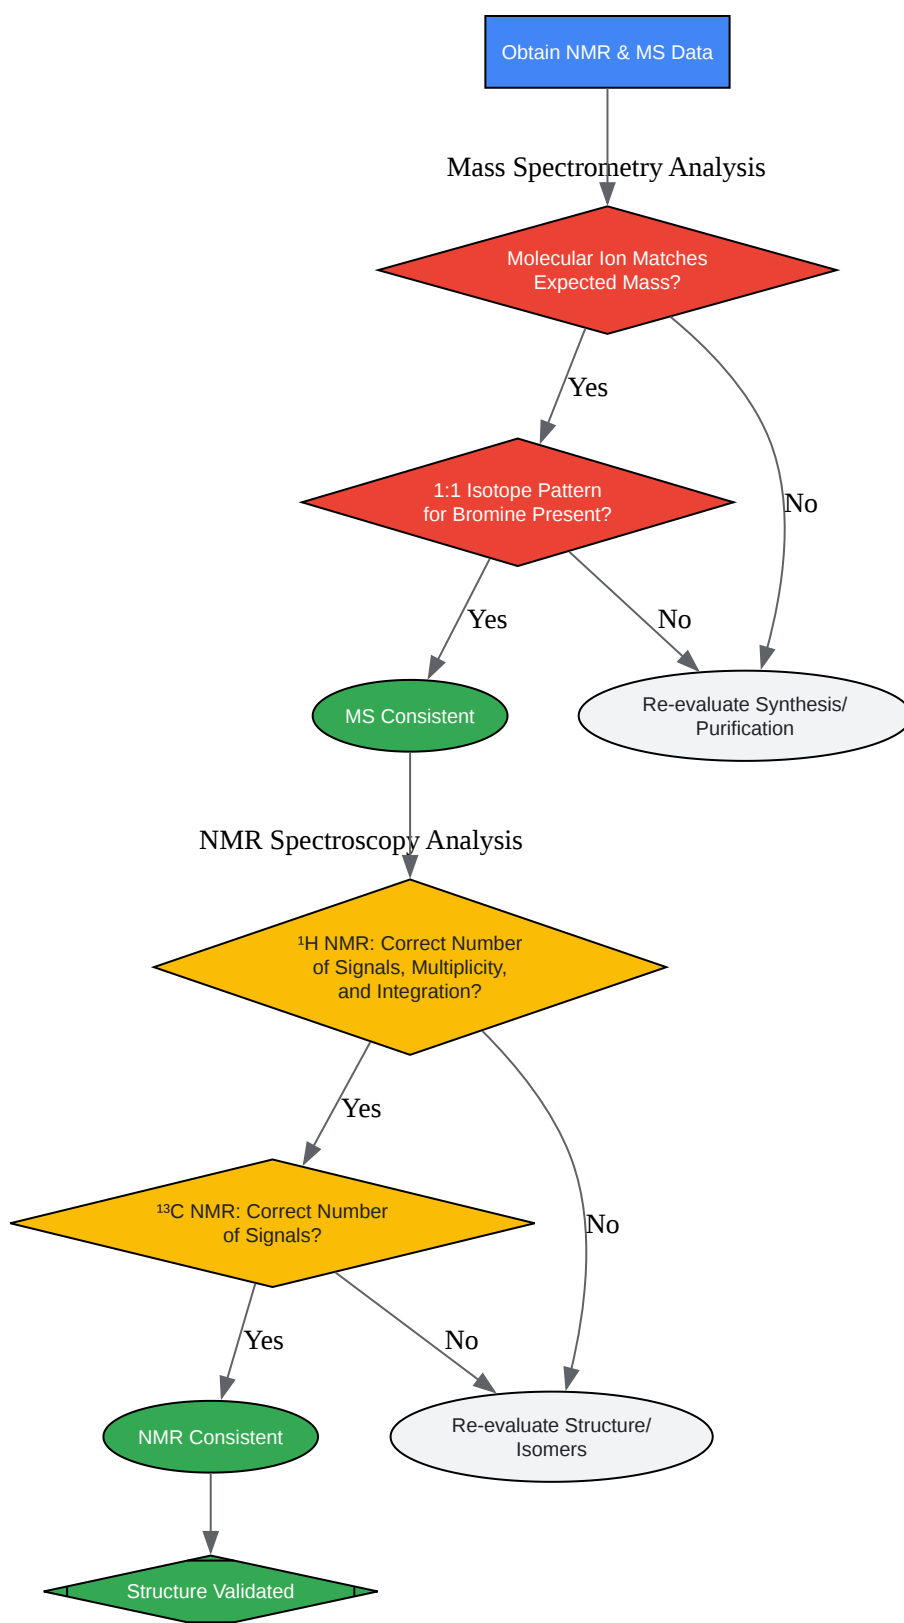 Obtain NMR & MS Data
Mass Spectrometry Analysis
Molecular Ion Matches
Expected Mass?
Yes
No
1:1 Isotope Pattern
for Bromine Present?
Yes
No
MS Consistent
Re-evaluate Synthesis/
Purification
NMR Spectroscopy Analysis
¹H NMR: Correct Number
of Signals, Multiplicity,
and Integration?
Yes
No
¹³C NMR: Correct Number
of Signals?
Yes
No
NMR Consistent
Re-evaluate Structure/
Isomers
Structure Validated